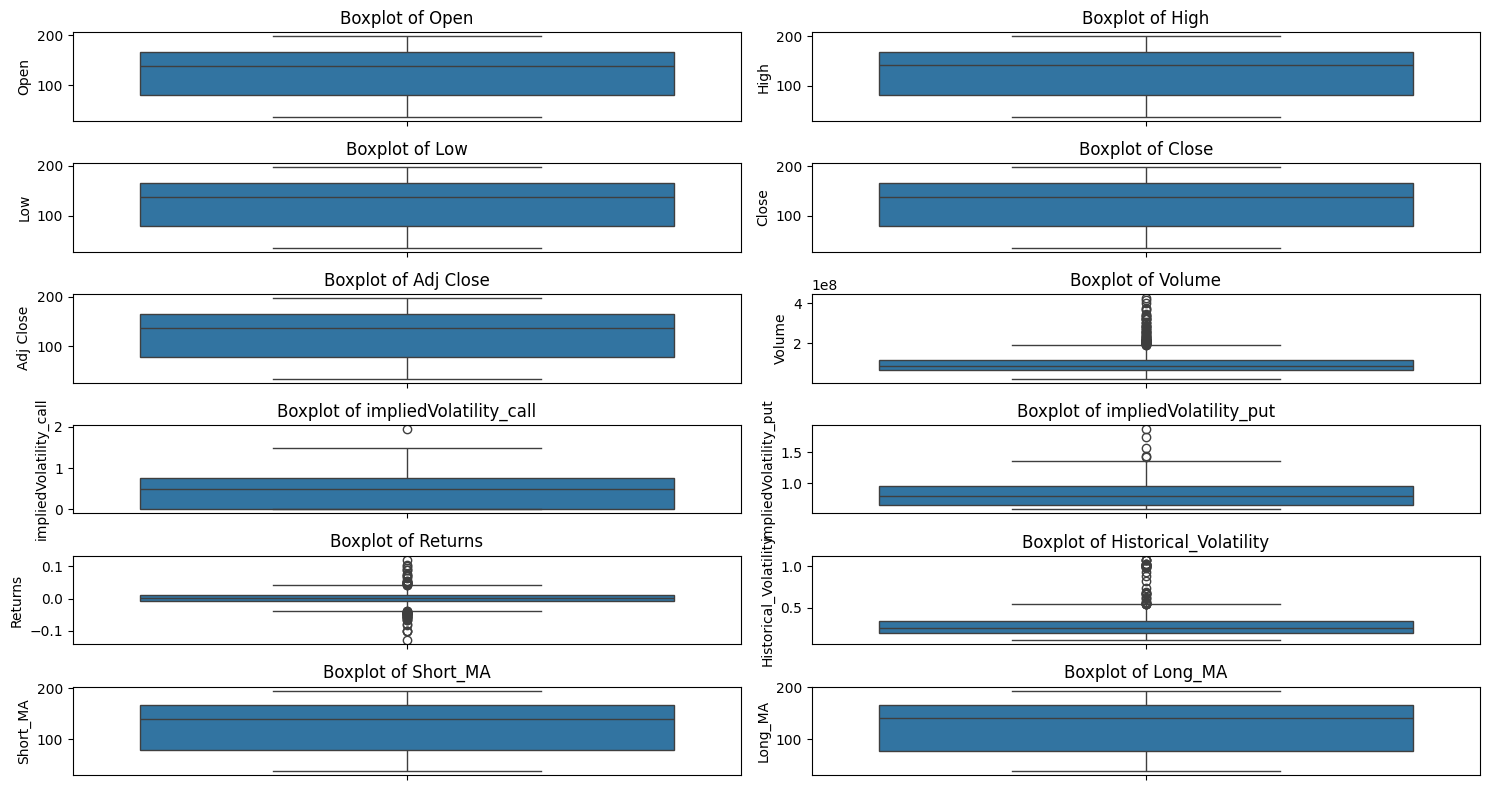 Boxplot of Open
Open
200
100
Boxplot of High
High
200
100
Boxplot of Low
Low
200
100
Boxplot of Close
Close
200
100
Boxplot of Adj Close
Adj Close
200
100
Boxplot of Volume
1e8
Volume
4
2
Boxplot of impliedVolatility_call
impliedVolatility_call
2
1
0
Boxplot of impliedVolatility_put
impliedVolatility_put
1.5
1.0
Boxplot of Returns
Returns
0.1
0.0
−0.1
Boxplot of Historical_Volatility
Historical_Volatility
1.0
0.5
Boxplot of Short_MA
Short_MA
200
100
Boxplot of Long_MA
Long_MA
200
100